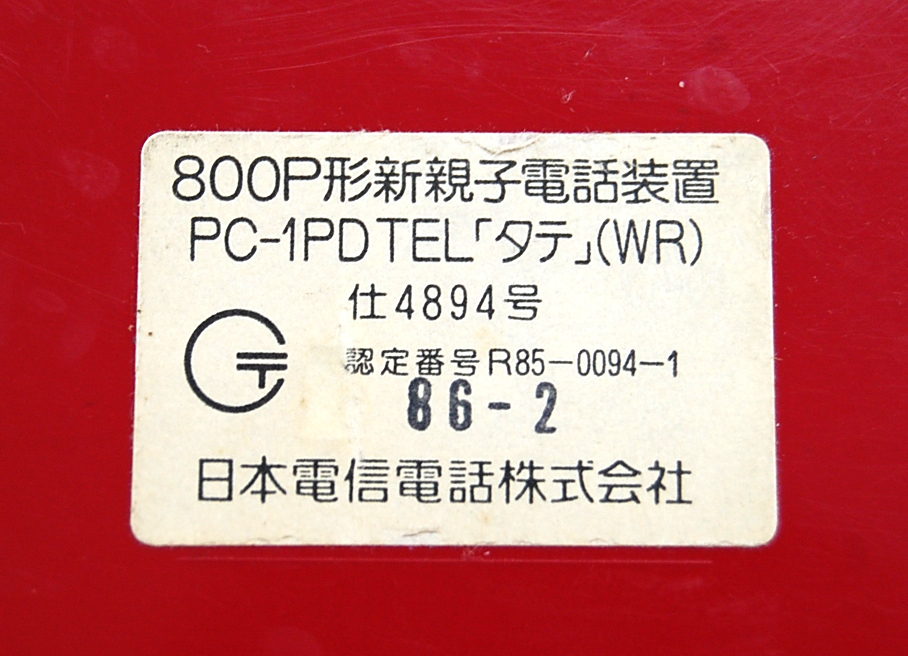 800P形新親子電話装置
PC-1PDTEL「タテ」(WR)
仕4894号
認定番号R85-0094-1
86-2
日本電信電話株式会社